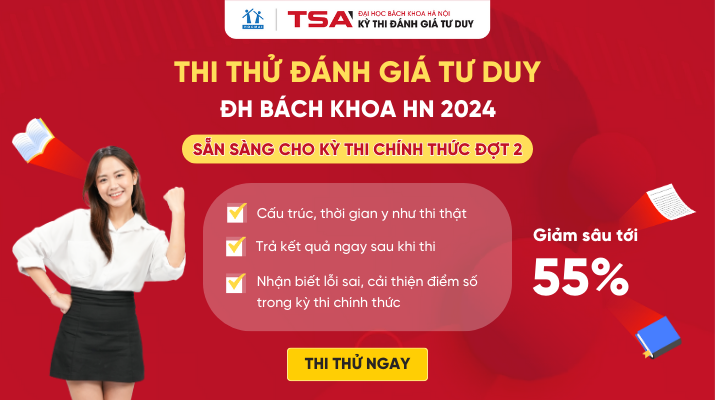 TSA
ĐẠI HỌC BÁCH KHOA HÀ NỘI
KỲ THI ĐÁNH GIÁ TƯ DUY
THI THỬ ĐÁNH GIÁ TƯ DUY
ĐH BÁCH KHOA HN 2024
SẴN SÀNG CHO KỲ THI CHÍNH THỨC ĐỢT 2
Cấu trúc, thời gian y như thi thật
Trả kết quả ngay sau khi thi
Nhận biết lỗi sai, cải thiện điểm số
trong kỳ thi chính thức
Giảm sâu tới
55%
THI THỬ NGAY